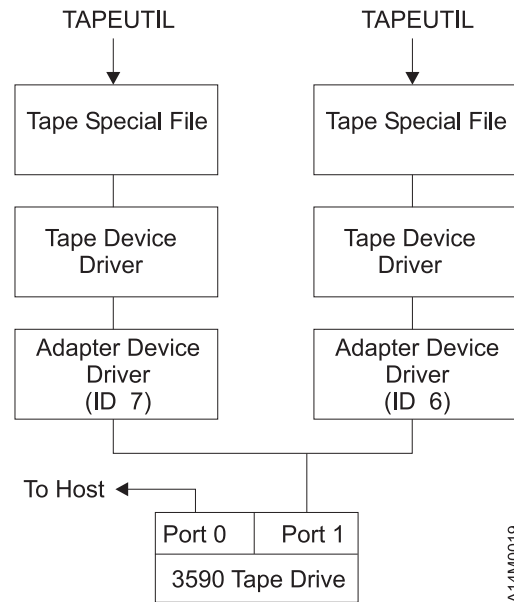 TAPEUTIL
Tape Special File
Tape Device
Driver
Adapter Device
Driver
(ID 7)
TAPEUTIL
Tape Special File
Tape Device
Driver
Adapter Device
Driver
(ID 6)
To Host
Port 0
Port 1
3590 Tape Drive
A14M0019